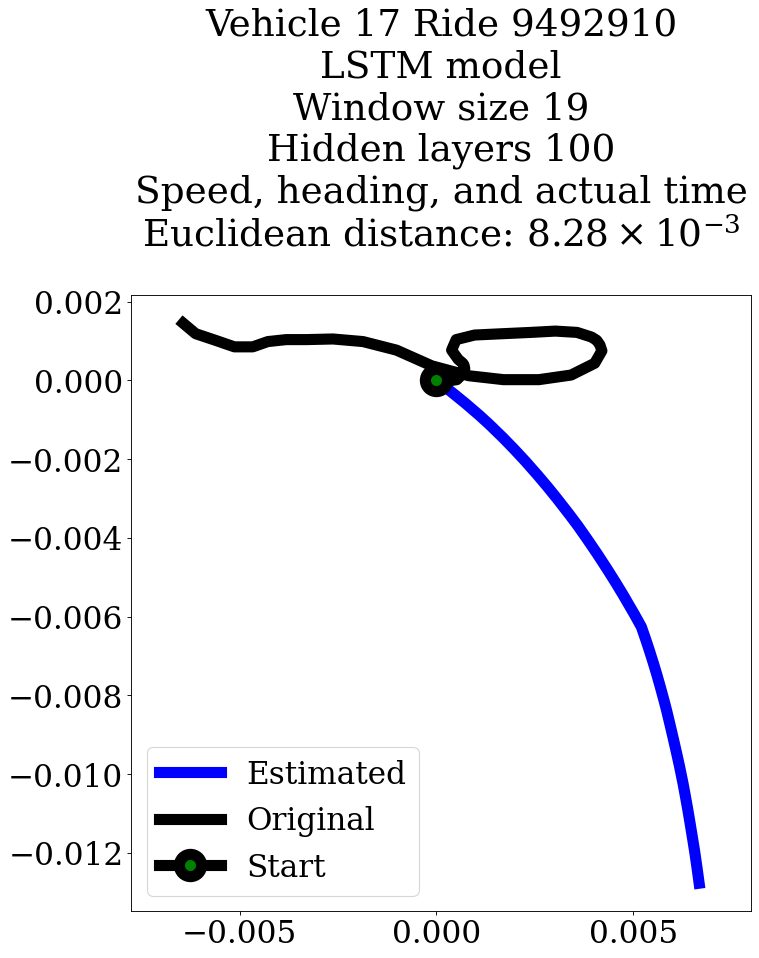 Vehicle 17 Ride 9492910
LSTM model
Window size 19
Hidden layers 100
Speed, heading, and actual time
Euclidean distance: 8.28 × 10⁻³
0.002
0.000
−0.002
−0.004
−0.006
−0.008
−0.010
−0.012
Estimated
Original
Start
−0.005
0.000
0.005